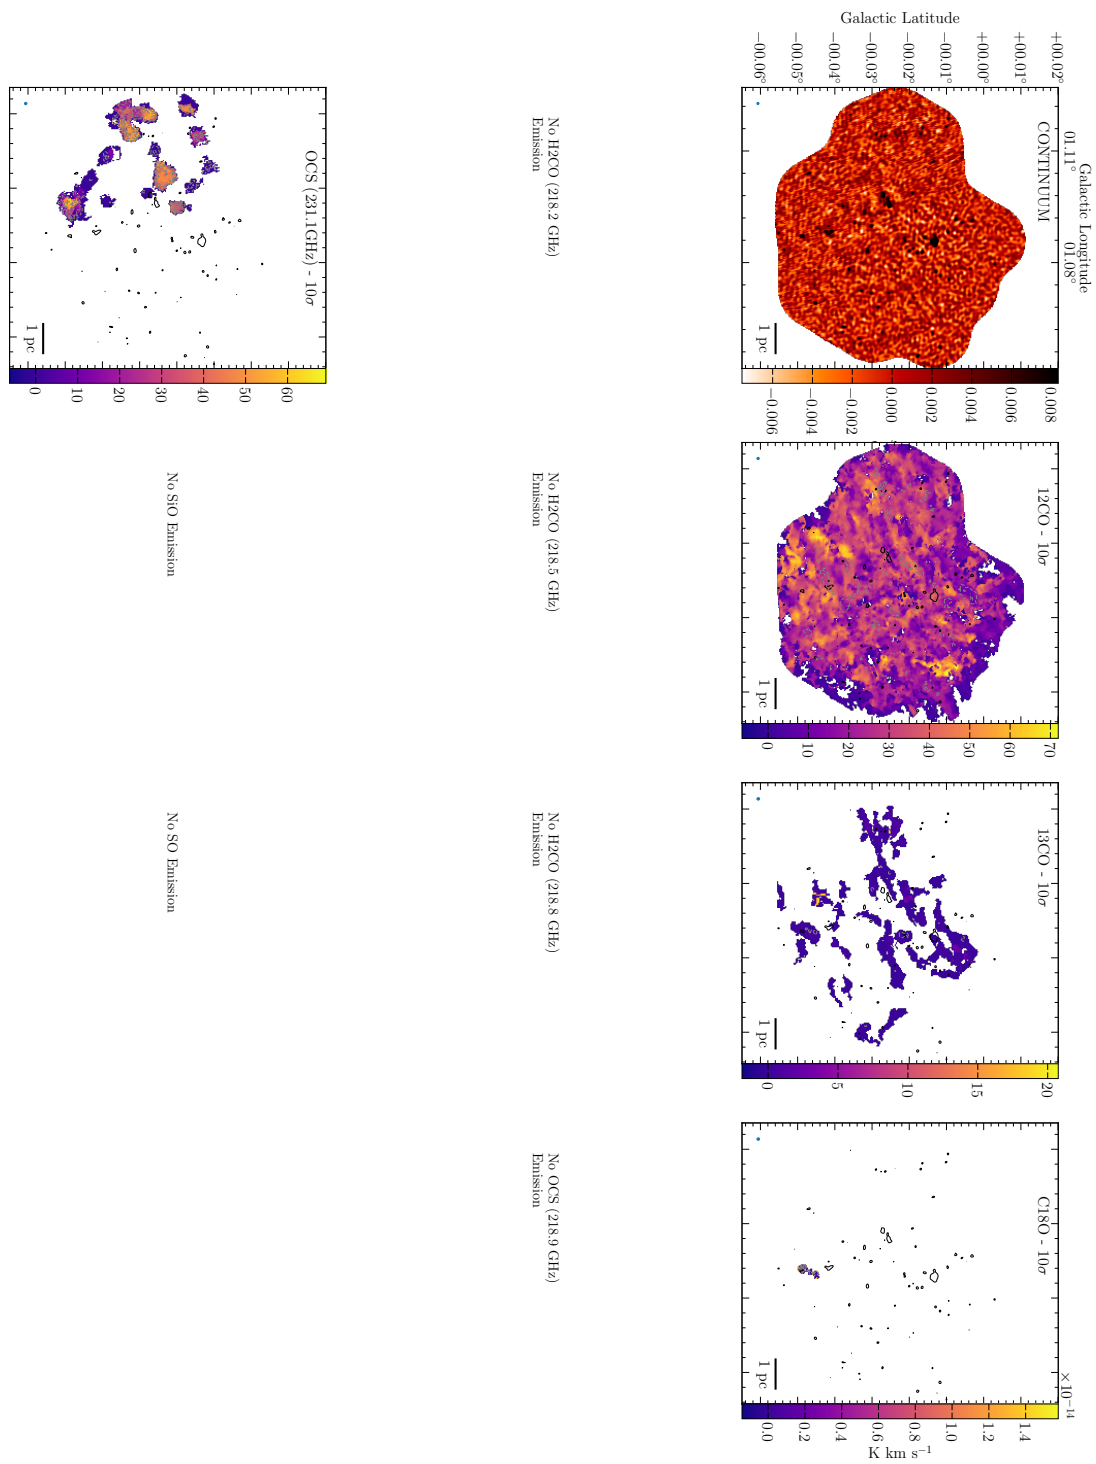 Galactic Longitude
01.11°
01.08°
Galactic Latitude
+00.02°
+00.01°
+00.00°
−00.01°
−00.02°
−00.03°
−00.04°
−00.05°
−00.06°
CONTINUUM
1 pc
0.008
0.006
0.004
0.002
0.000
−0.002
−0.004
−0.006
12CO - 10σ
1 pc
70
60
50
40
30
20
10
0
13CO - 10σ
1 pc
20
15
10
5
0
C18O - 10σ
1 pc
×10⁻¹⁴
1.4
1.2
1.0
0.8
0.6
0.4
0.2
0.0
K km s⁻¹
No H2CO (218.2 GHz)
Emission
No H2CO (218.5 GHz)
Emission
No H2CO (218.8 GHz)
Emission
No OCS (218.9 GHz)
Emission
OCS (231.1GHz) - 10σ
1 pc
60
50
40
30
20
10
0
No SiO Emission
No SO Emission